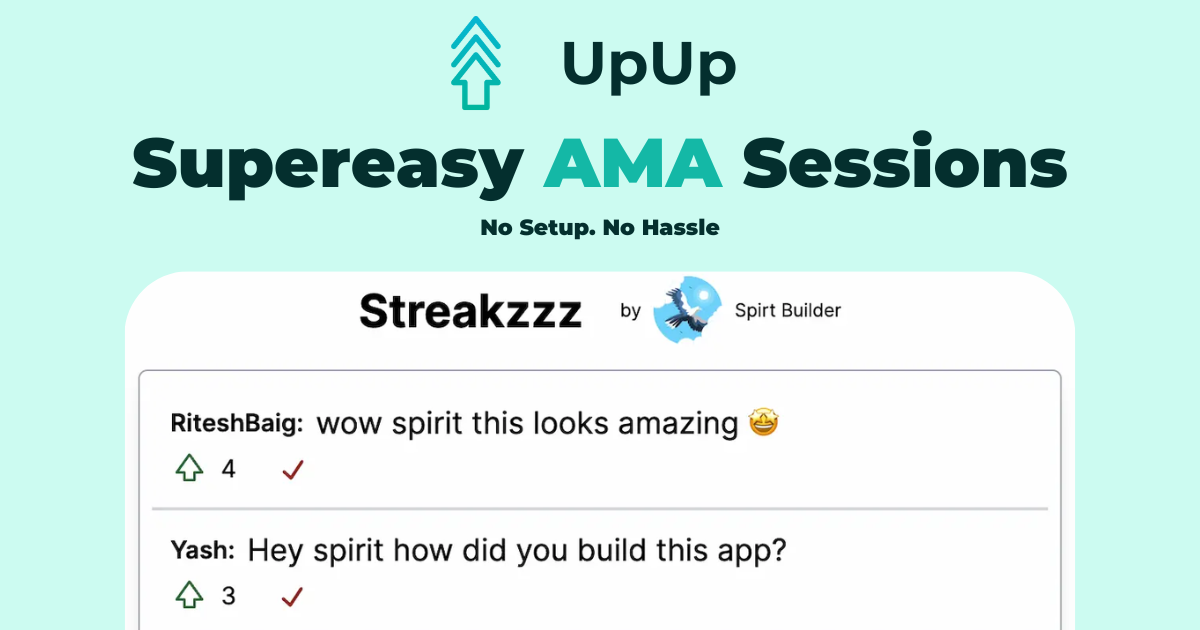 UpUp
Supereasy AMA Sessions
No Setup. No Hassle
Streakzzz by Spirt Builder
RiteshBaig: wow spirit this looks amazing 🤩
4
Yash: Hey spirit how did you build this app?
3